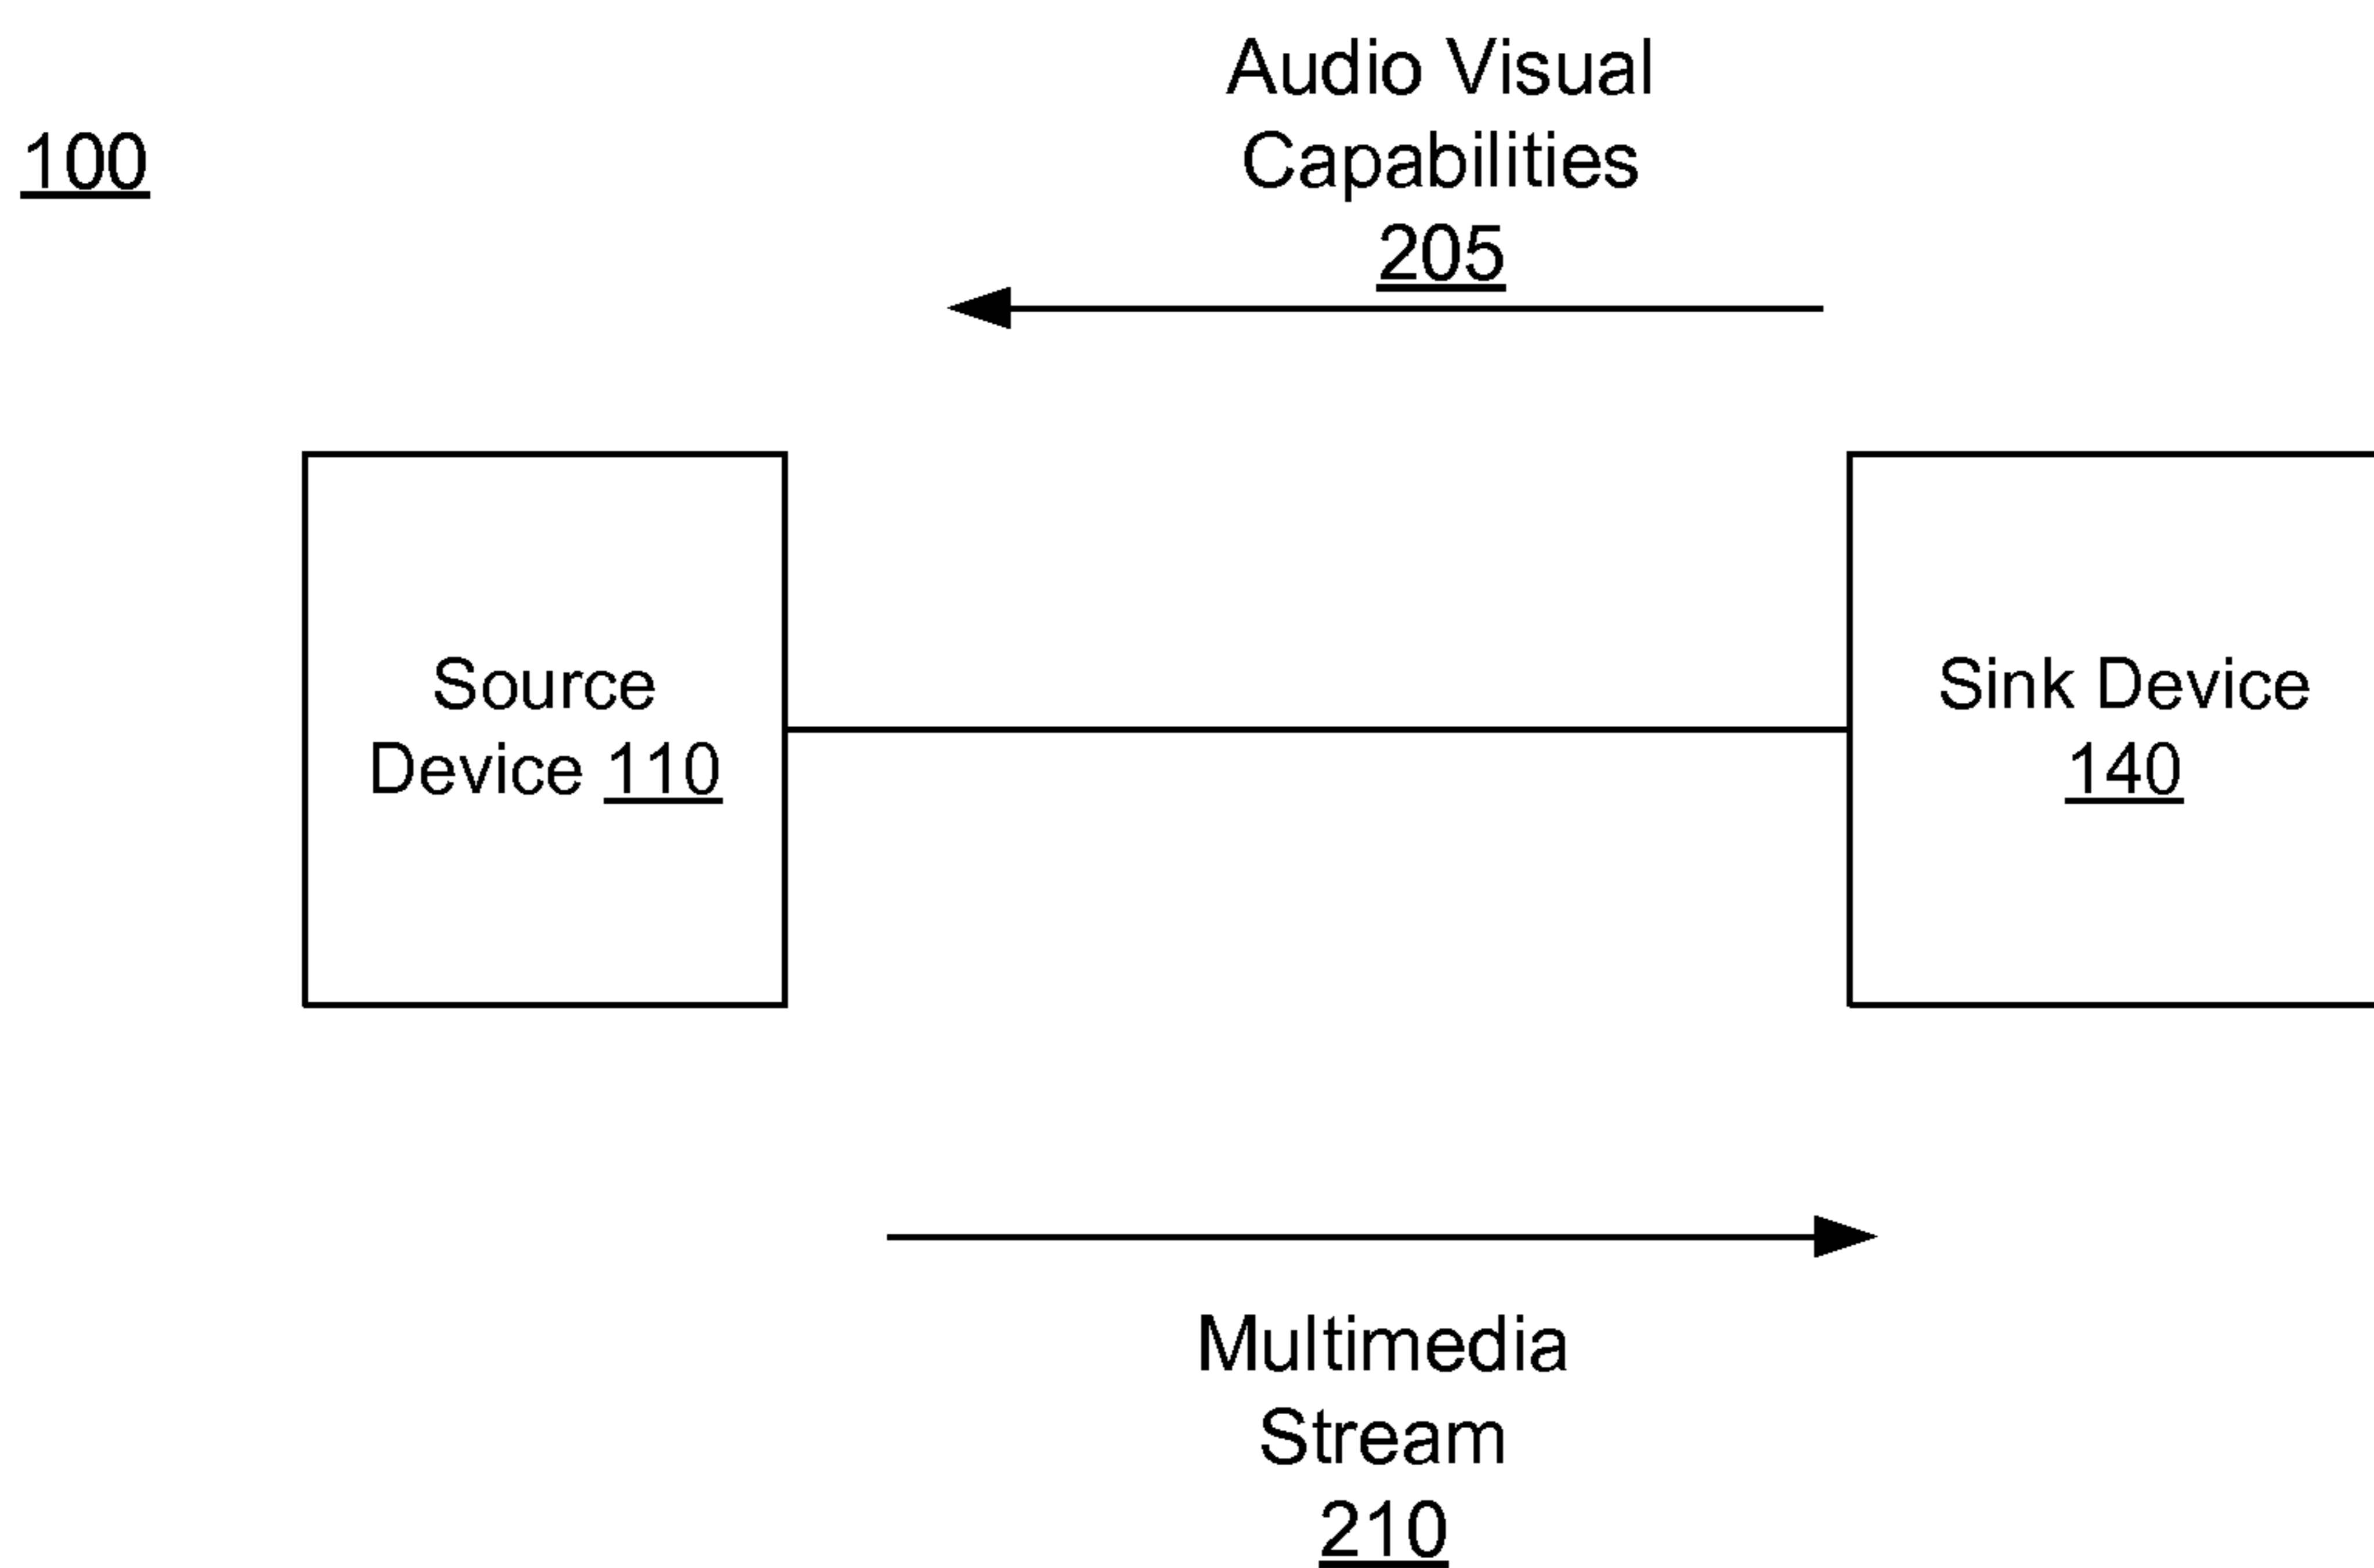 100
Audio Visual
Capabilities
205
Source
Device 110
Sink Device
140
Multimedia
Stream
210